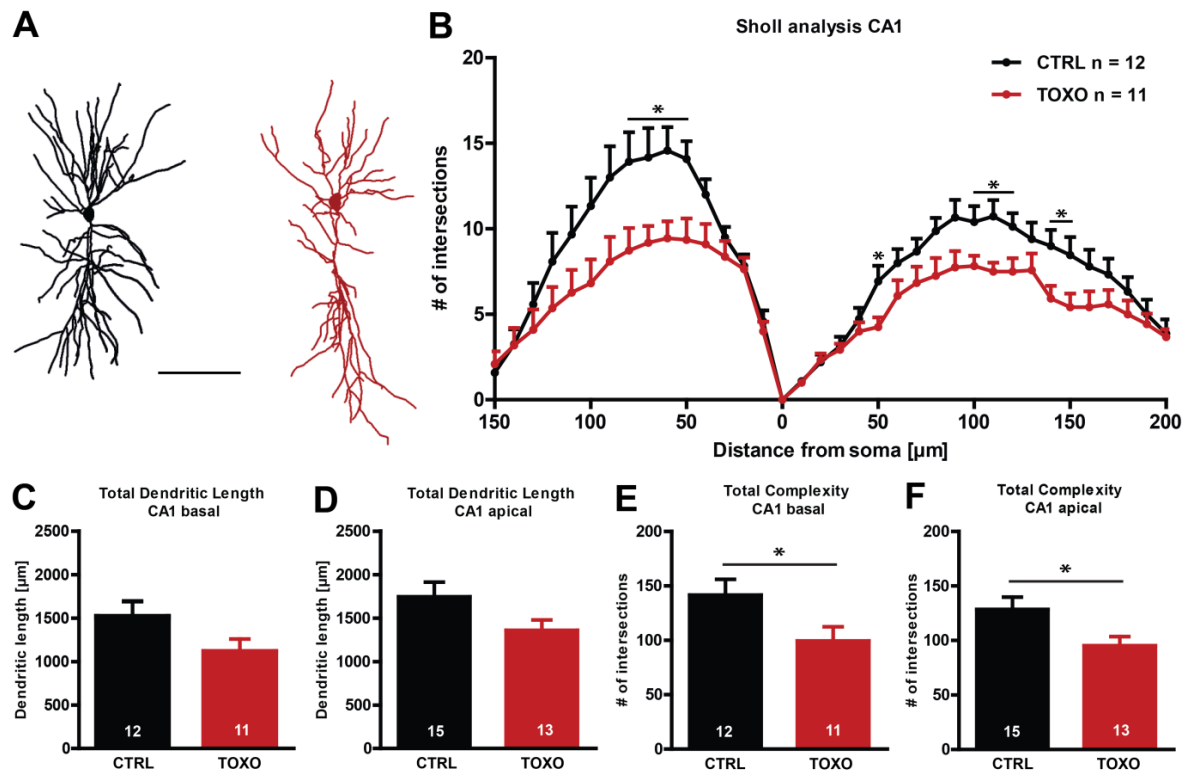 A
B
Sholl analysis CA1
CTRL n = 12
TOXO n = 11
# of intersections
20
15
10
5
0
*
*
*
*
150 100 50 0 50 100 150 200
Distance from soma [µm]
C
Total Dendritic Length
CA1 basal
Dendritic length [µm]
2500
2000
1500
1000
500
0
12
11
CTRL TOXO
D
Total Dendritic Length
CA1 apical
Dendritic length [µm]
2500
2000
1500
1000
500
0
15
13
CTRL TOXO
E
Total Complexity
CA1 basal
# of intersections
200
150
100
50
0
*
12
11
CTRL TOXO
F
Total Complexity
CA1 apical
# of intersections
200
150
100
50
0
*
15
13
CTRL TOXO